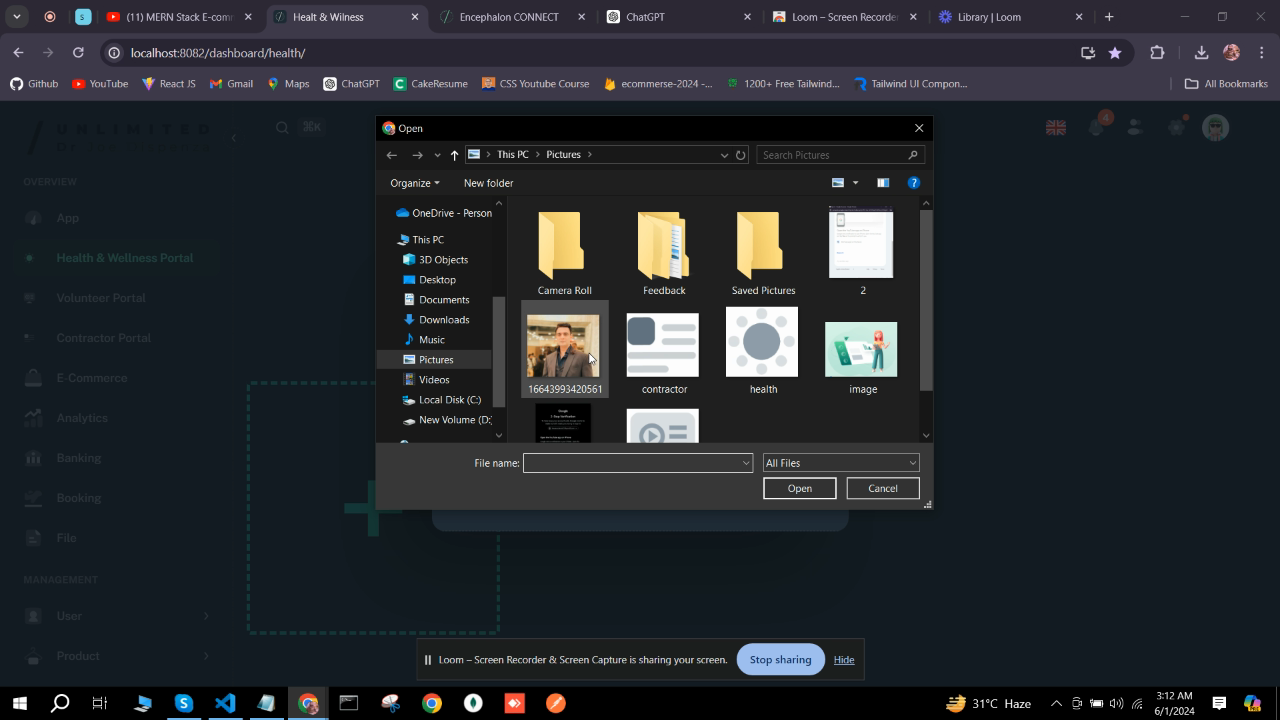 (11) MERN Stack E-comm
Healt & Wilness
Encephalon CONNECT
ChatGPT
Loom – Screen Recorder
Library | Loom
localhost:8082/dashboard/health/
Github
YouTube
React JS
Gmail
Maps
ChatGPT
CakeResume
CSS Youtube Course
ecommerse-2024 -...
1200+ Free Tailwind...
Tailwind UI Compon...
All Bookmarks
UNLIMITED
⌘K
4
OVERVIEW
App
Health & Wellness Portal
Volunteer Portal
Contractor Portal
E-Commerce
Analytics
Banking
Booking
File
MANAGEMENT
User
Product
Open
This PC
Pictures
Search Pictures
Organize
New folder
OneDrive - Person
This PC
3D Objects
Desktop
Documents
Downloads
Music
Pictures
Videos
Local Disk (C:)
New Volume (D:
Camera Roll
Feedback
Saved Pictures
2
16643993420561
contractor
health
image
Google
2-Step Verification
File name:
All Files
Open
Cancel
Loom – Screen Recorder & Screen Capture is sharing your screen.
Stop sharing
Hide
31°C Haze
3:12 AM
6/1/2024